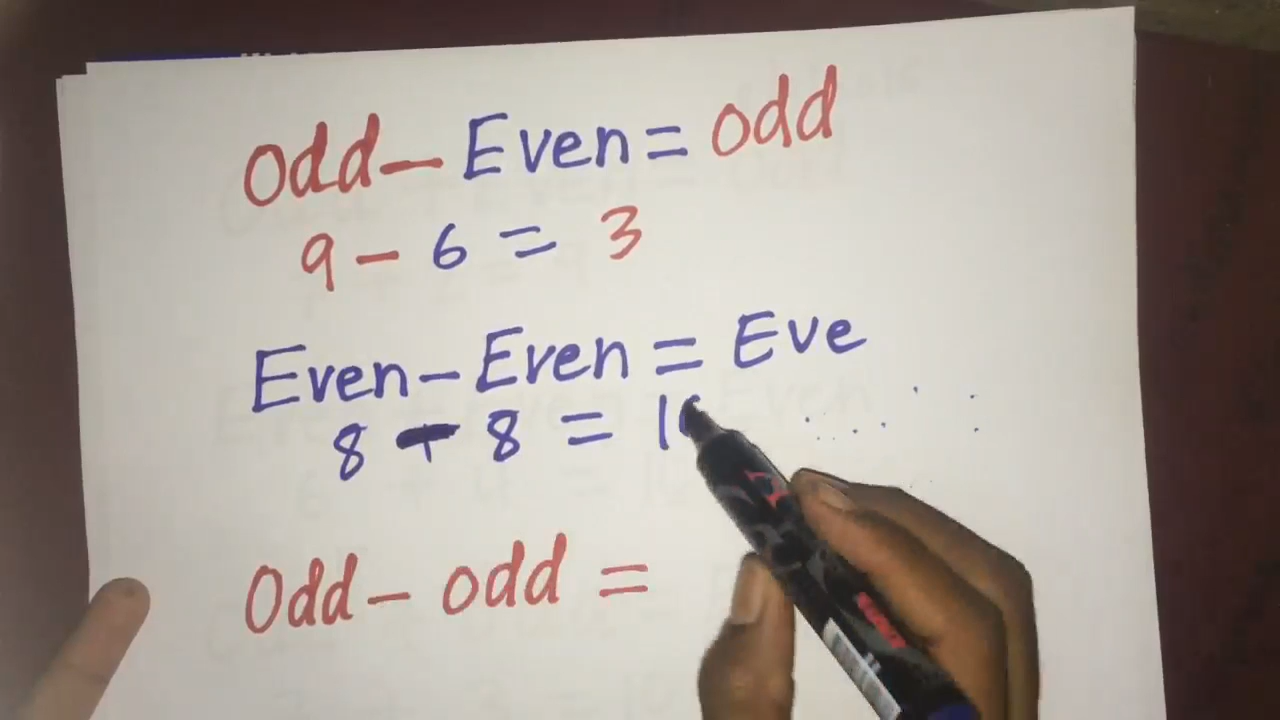 Odd - Even = odd
9 - 6 = 3
Even - Even = Eve
8 - 8 = 1
Odd - odd =